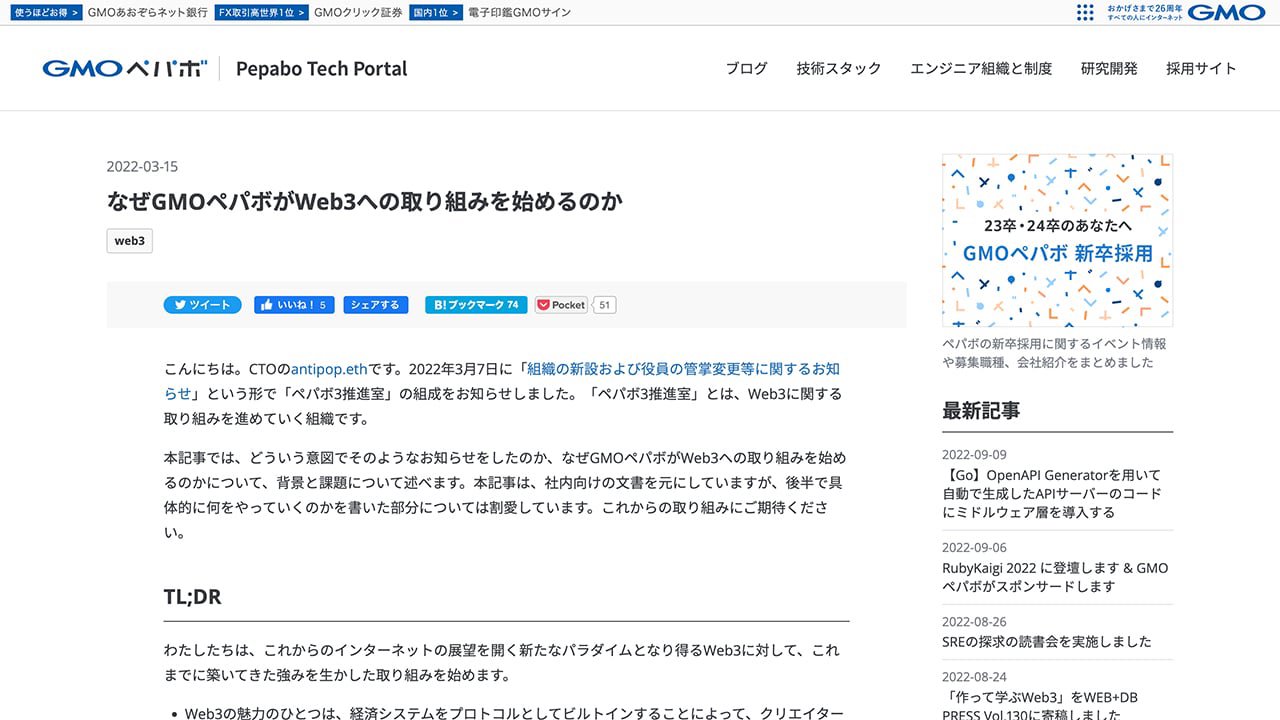 使うほどお得 > GMOあおぞらネット銀行 FX取引高世界1位 > GMOクリック証券 国内1位 > 電子印鑑GMOサイン
おかげさまで26周年
すべての人にインターネット
GMO
GMOペパボ Pepabo Tech Portal
ブログ 技術スタック エンジニア組織と制度 研究開発 採用サイト
2022-03-15
なぜGMOペパボがWeb3への取り組みを始めるのか
web3
ツイート いいね！ 5 シェアする B!ブックマーク 74 Pocket 51
こんにちは。CTOのantipop.ethです。2022年3月7日に「組織の新設および役員の管掌変更等に関するお知
らせ」という形で「ペパボ3推進室」の組成をお知らせしました。「ペパボ3推進室」とは、Web3に関する
取り組みを進めていく組織です。
本記事では、どういう意図でそのようなお知らせをしたのか、なぜGMOペパボがWeb3への取り組みを始め
るのかについて、背景と課題について述べます。本記事は、社内向けの文書を元にしていますが、後半で具
体的に何をやっていくのかを書いた部分については割愛しています。これからの取り組みにご期待くださ
い。
TL;DR
わたしたちは、これからのインターネットの展望を開く新たなパラダイムとなり得るWeb3に対して、これ
までに築いてきた強みを生かした取り組みを始めます。
• Web3の魅力のひとつは、経済システムをプロトコルとしてビルトインすることによって、クリエイター
23卒・24卒のあなたへ
GMOペパボ 新卒採用
ペパボの新卒採用に関するイベント情報
や募集職種、会社紹介をまとめました
最新記事
2022-09-09
【Go】OpenAPI Generatorを用いて
自動で生成したAPIサーバーのコード
にミドルウェア層を導入する
2022-09-06
RubyKaigi 2022 に登壇します & GMO
ペパボがスポンサードします
2022-08-26
SREの探求の読書会を実施しました
2022-08-24
「作って学ぶWeb3」をWEB+DB
PRESS Vol.130に寄稿しました